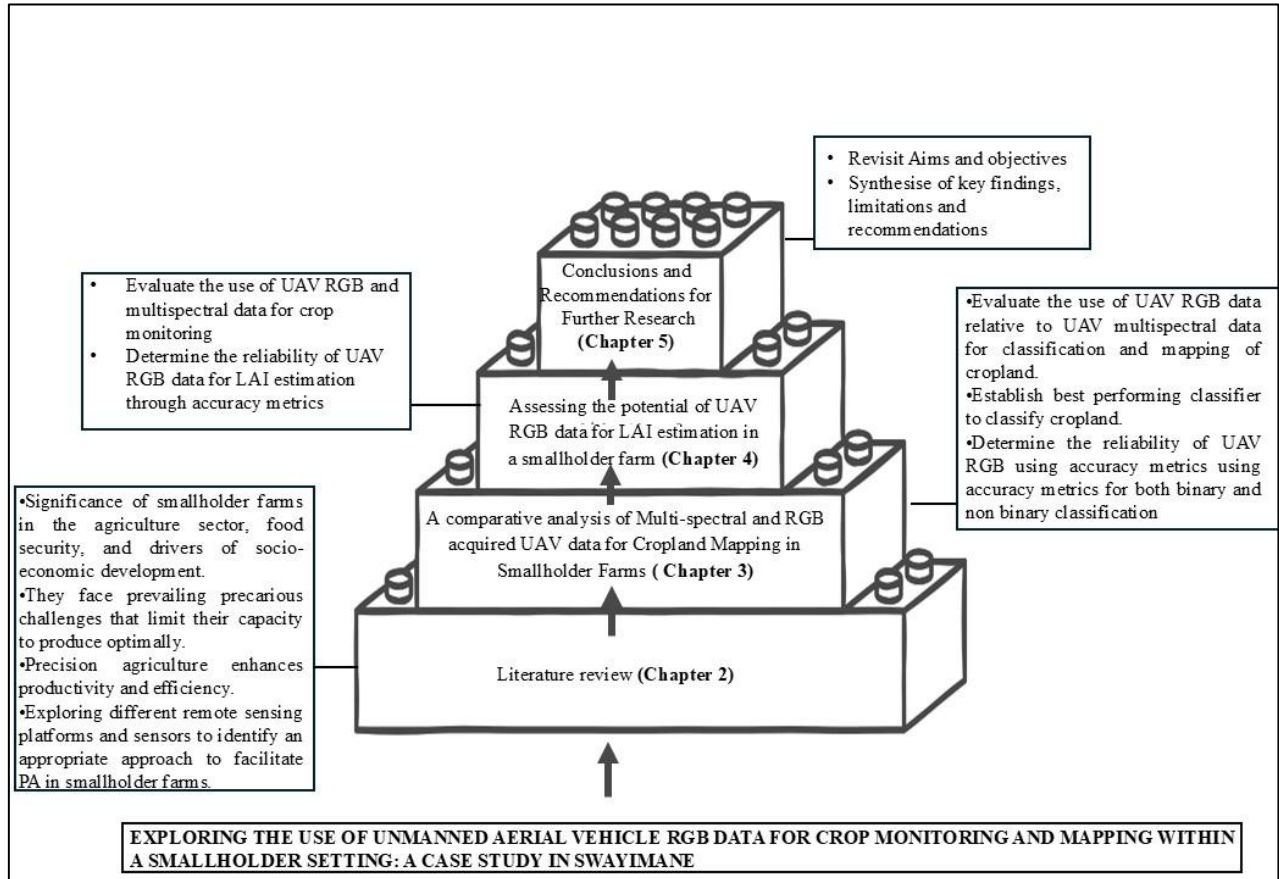 • Revisit Aims and objectives
• Synthesise of key findings,
limitations and
recommendations
Conclusions and
Recommendations for
Further Research
(Chapter 5)
• Evaluate the use of UAV RGB and
multispectral data for crop
monitoring
• Determine the reliability of UAV
RGB data for LAI estimation
through accuracy metrics
Assessing the potential of UAV
RGB data for LAI estimation in
a smallholder farm (Chapter 4)
•Evaluate the use of UAV RGB data
relative to UAV multispectral data
for classification and mapping of
cropland.
•Establish best performing classifier
to classify cropland.
•Determine the reliability of UAV
RGB using accuracy metrics using
accuracy metrics for both binary and
non binary classification
A comparative analysis of Multi-spectral and RGB
acquired UAV data for Cropland Mapping in
Smallholder Farms ( Chapter 3)
•Significance of smallholder farms
in the agriculture sector, food
security, and drivers of socio-
economic development.
•They face prevailing precarious
challenges that limit their capacity
to produce optimally.
•Precision agriculture enhances
productivity and efficiency.
•Exploring different remote sensing
platforms and sensors to identify an
appropriate approach to facilitate
PA in smallholder farms.
Literature review (Chapter 2)
EXPLORING THE USE OF UNMANNED AERIAL VEHICLE RGB DATA FOR CROP MONITORING AND MAPPING WITHIN
A SMALLHOLDER SETTING: A CASE STUDY IN SWAYIMANE